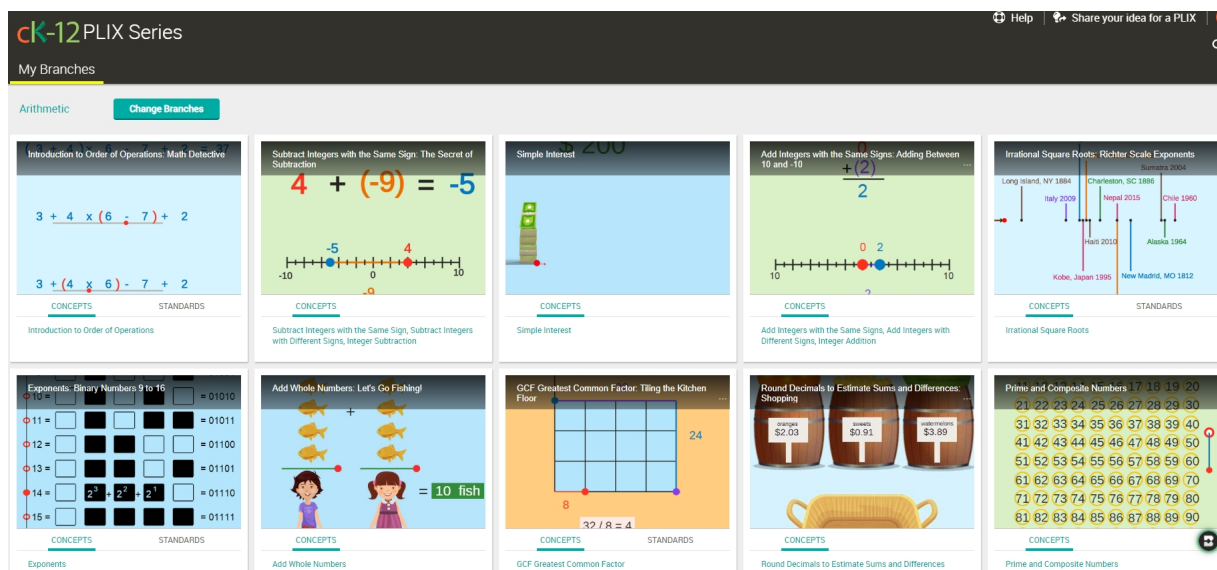 cK-12 PLIX Series
Help
Share your idea for a PLIX
My Branches
Arithmetic
Change Branches
Introduction to Order of Operations: Math Detective
3 + 4 x ( 6 - 7 ) + 2
3 + ( 4 x 6 ) - 7 + 2
CONCEPTS STANDARDS
Introduction to Order of Operations
Subtract Integers with the Same Sign: The Secret of
Subtraction
4 + (-9) = -5
-5 4
-10 0 10
-9
CONCEPTS
Subtract Integers with the Same Sign, Subtract Integers
with Different Signs, Integer Subtraction
$ 200
Simple Interest
CONCEPTS
Simple Interest
Add Integers with the Same Signs: Adding Between
10 and -10
...
0
+(2)
2
0 2
10 10
2
CONCEPTS
Add Integers with the Same Signs, Add Integers with
Different Signs, Integer Addition
Irrational Square Roots: Richter Scale Exponents
Sumatra 2004
Long Island, NY 1884
Charleston, SC 1886
Italy 2009
Nepal 2015
Chile 1960
Haiti 2010
Alaska 1964
Kobe, Japan 1995
New Madrid, MO 1812
CONCEPTS STANDARDS
Irrational Square Roots
Exponents: Binary Numbers 9 to 16
10 = = 01010
11 = = 01011
12 = = 01100
13 = = 01101
14 = 2³ + 2² + 2¹ = 01110
15 = = 01111
CONCEPTS STANDARDS
Exponents
Add Whole Numbers: Let's Go Fishing!
+
= 10 fish
CONCEPTS
Add Whole Numbers
GCF Greatest Common Factor: Tiling the Kitchen
Floor
...
24
8
32 / 8 = 4
CONCEPTS STANDARDS
GCF Greatest Common Factor
Round Decimals to Estimate Sums and Differences:
Shopping
oranges
$2.03
sweets
$0.91
watermelons
$3.89
CONCEPTS
Round Decimals to Estimate Sums and Differences
Prime and Composite Numbers
17 18 19 20
21 22 23 24 25 26 27 28 29 30
31 32 33 34 35 36 37 38 39 40
41 42 43 44 45 46 47 48 49 50
51 52 53 54 55 56 57 58 59 60
61 62 63 64 65 66 67 68 69 70
71 72 73 74 75 76 77 78 79 80
81 82 83 84 85 86 87 88 89 90
CONCEPTS
Prime and Composite Numbers